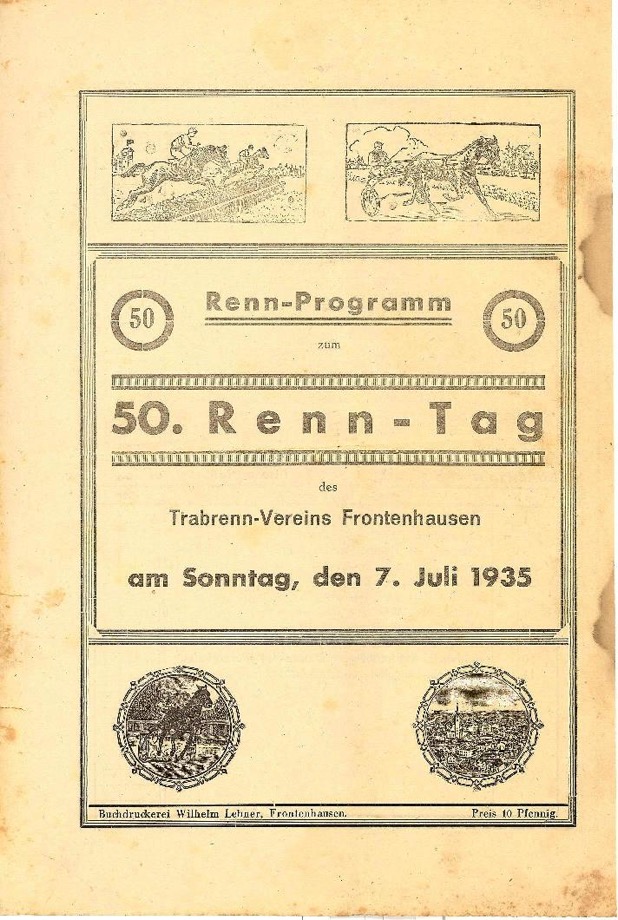 50 Renn-Programm 50
zum
50. Renn-Tag
des
Trabrenn-Vereins Frontenhausen
am Sonntag, den 7. Juli 1935
Buchdruckerei Wilhelm Lehner, Frontenhausen. Preis 10 Pfennig.